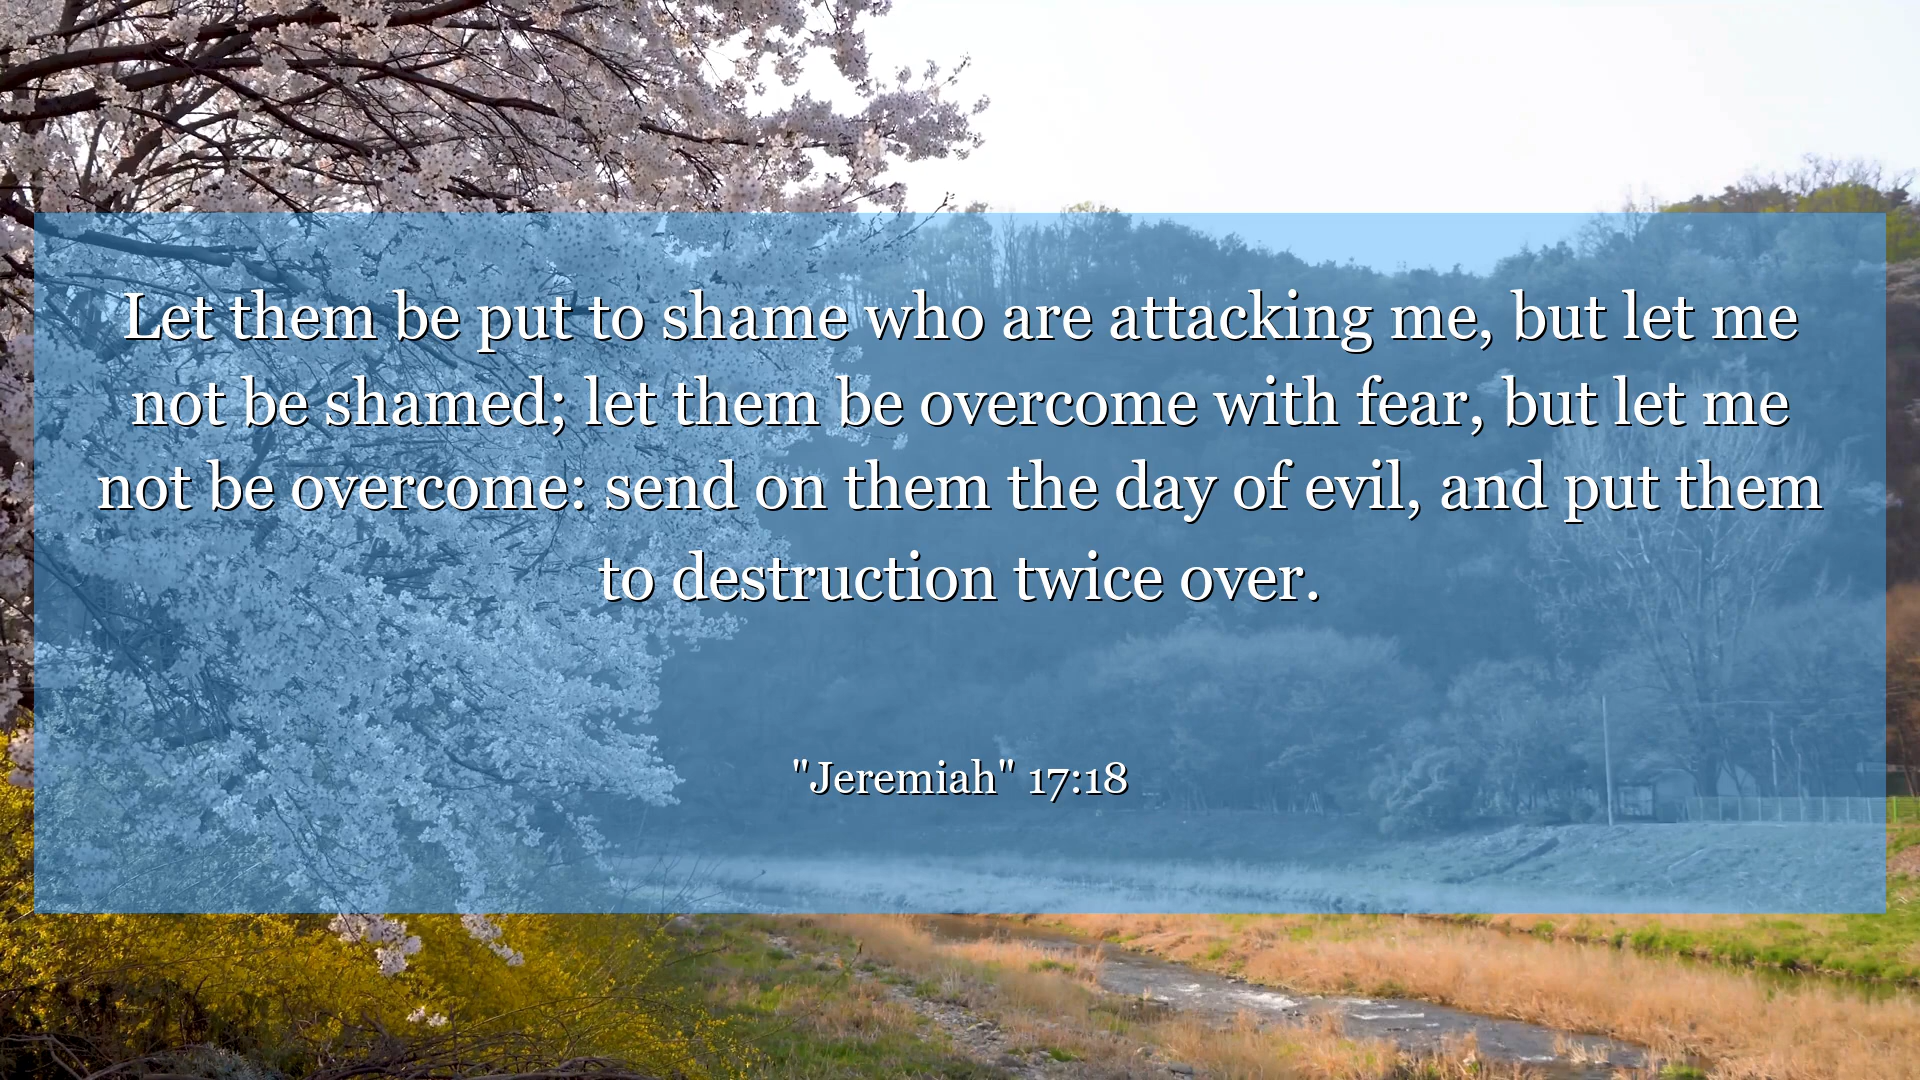 Let them be put to shame who are attacking me, but let me
not be shamed; let them be overcome with fear, but let me
not be overcome: send on them the day of evil, and put them
to destruction twice over.
"Jeremiah" 17:18